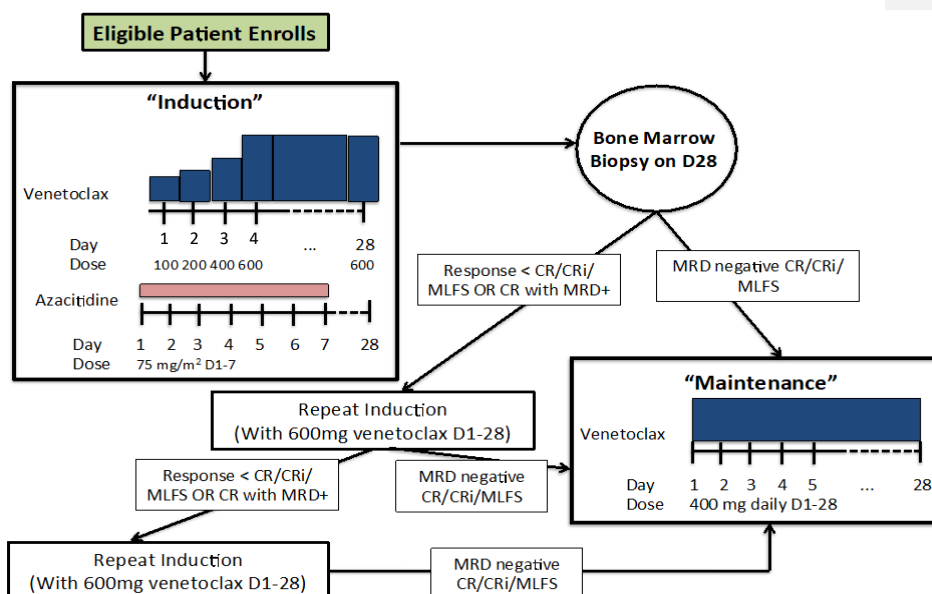 Eligible Patient Enrolls
“Induction”
Venetoclax
1 2 3 4
Day ... 28
Dose 100 200 400 600 600
Azacitidine
Day 1 2 3 4 5 6 7 28
Dose 75 mg/m² D1-7
Bone Marrow
Biopsy on D28
Response < CR/CRi/
MLFS OR CR with MRD+
MRD negative CR/CRi/
MLFS
Repeat Induction
(With 600mg venetoclax D1-28)
“Maintenance”
Venetoclax
Day 1 2 3 4 5 ... 28
Dose 400 mg daily D1-28
Response < CR/CRi/
MLFS OR CR with MRD+
MRD negative
CR/CRi/MLFS
Repeat Induction
(With 600mg venetoclax D1-28)
MRD negative
CR/CRi/MLFS